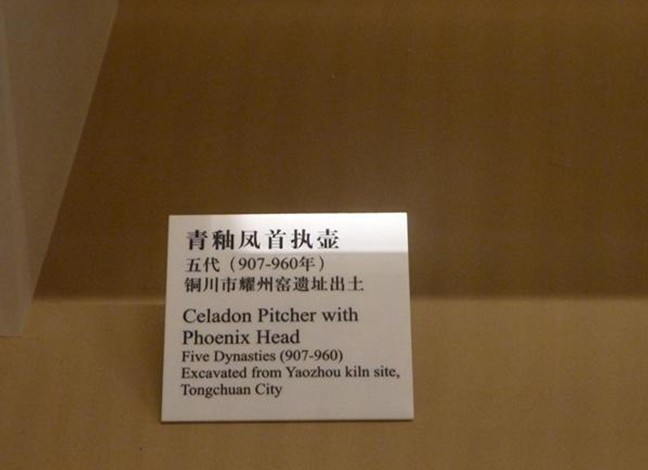 青釉凤首执壶
五代（907-960年）
铜川市耀州窑遗址出土
Celadon Pitcher with
Phoenix Head
Five Dynasties (907-960)
Excavated from Yaozhou kiln site,
Tongchuan City